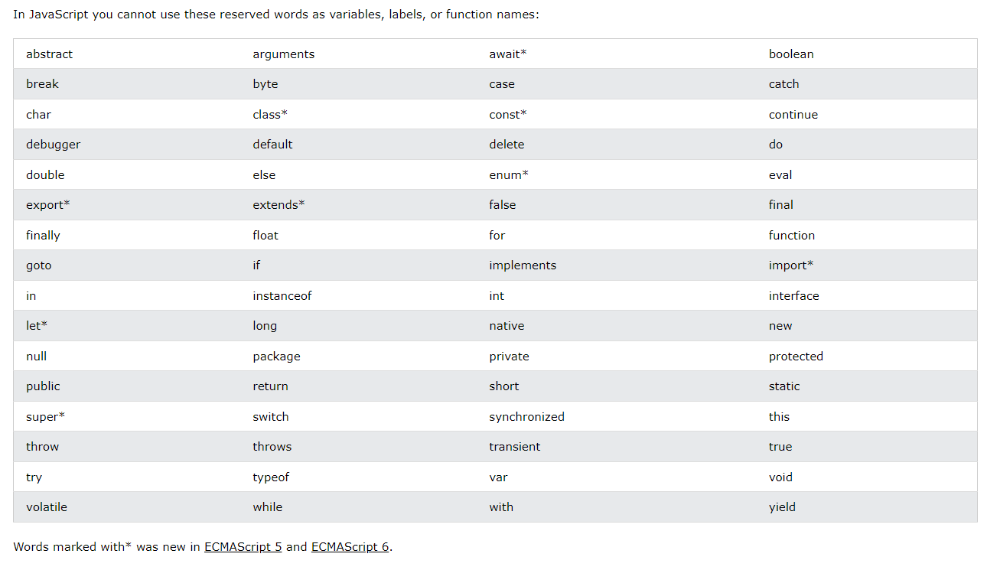 In JavaScript you cannot use these reserved words as variables, labels, or function names:
abstract arguments await* boolean
break byte case catch
char class* const* continue
debugger default delete do
double else enum* eval
export* extends* false final
finally float for function
goto if implements import*
in instanceof int interface
let* long native new
null package private protected
public return short static
super* switch synchronized this
throw throws transient true
try typeof var void
volatile while with yield
Words marked with* was new in ECMAScript 5 and ECMAScript 6.